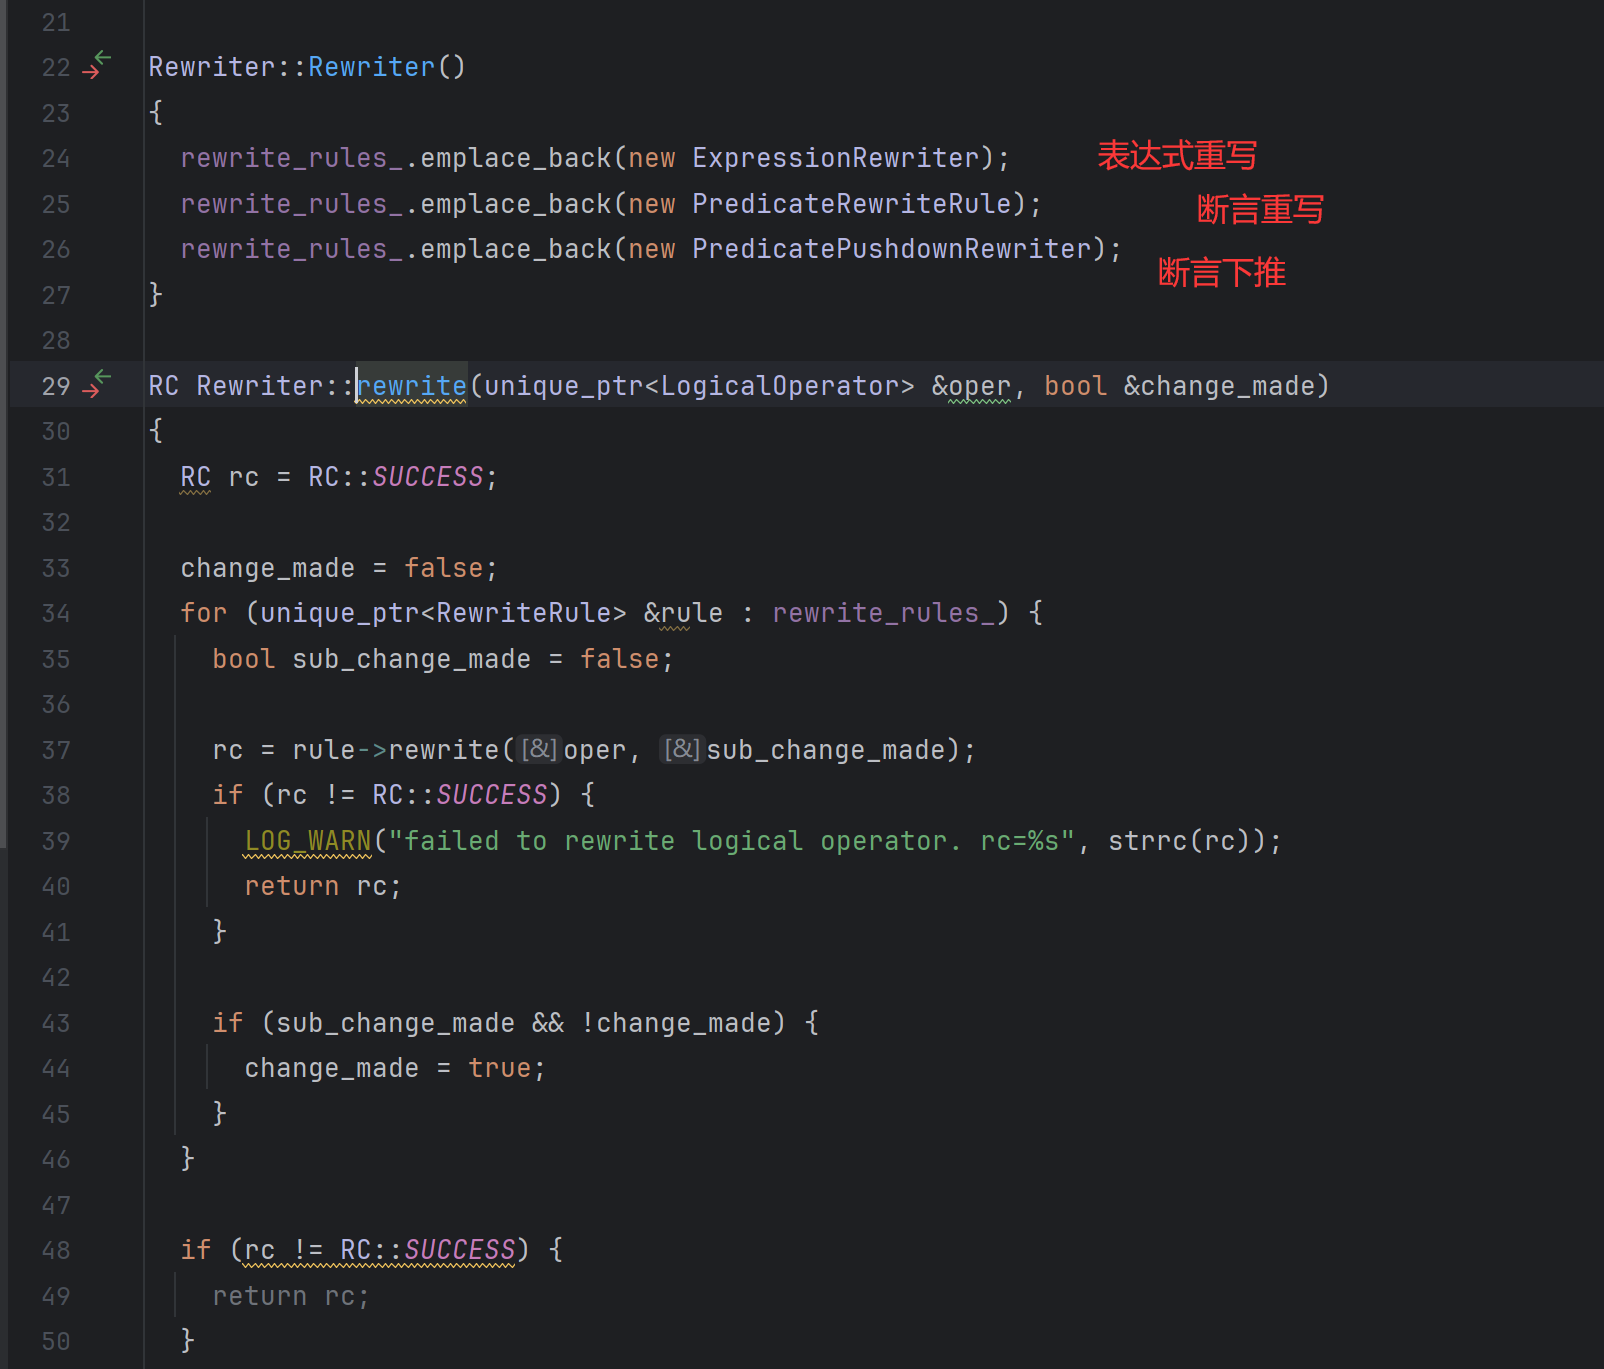 21
22 Rewriter::Rewriter()
23 {
24 rewrite_rules_.emplace_back(new ExpressionRewriter); 表达式重写
25 rewrite_rules_.emplace_back(new PredicateRewriteRule); 断言重写
26 rewrite_rules_.emplace_back(new PredicatePushdownRewriter);
断言下推
27 }
28
29 RC Rewriter::rewrite(unique_ptr<LogicalOperator> &oper, bool &change_made)
30 {
31 RC rc = RC::SUCCESS;
32
33 change_made = false;
34 for (unique_ptr<RewriteRule> &rule : rewrite_rules_) {
35 bool sub_change_made = false;
36
37 rc = rule->rewrite([&]oper, [&]sub_change_made);
38 if (rc != RC::SUCCESS) {
39 LOG_WARN("failed to rewrite logical operator. rc=%s", strrc(rc));
40 return rc;
41 }
42
43 if (sub_change_made && !change_made) {
44 change_made = true;
45 }
46 }
47
48 if (rc != RC::SUCCESS) {
49 return rc;
50 }